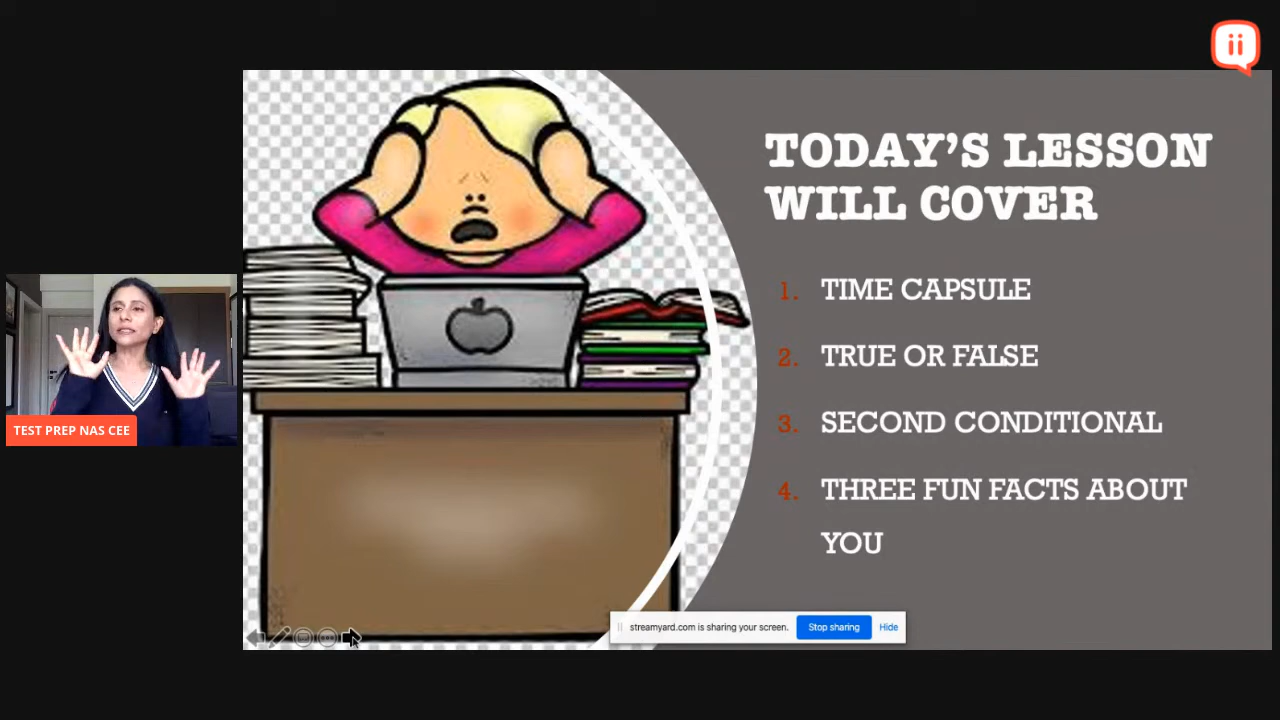 TODAY'S LESSON
WILL COVER
1. TIME CAPSULE
2. TRUE OR FALSE
3. SECOND CONDITIONAL
4. THREE FUN FACTS ABOUT
YOU
TEST PREP NAS CEE
streamyard.com is sharing your screen. Stop sharing Hide